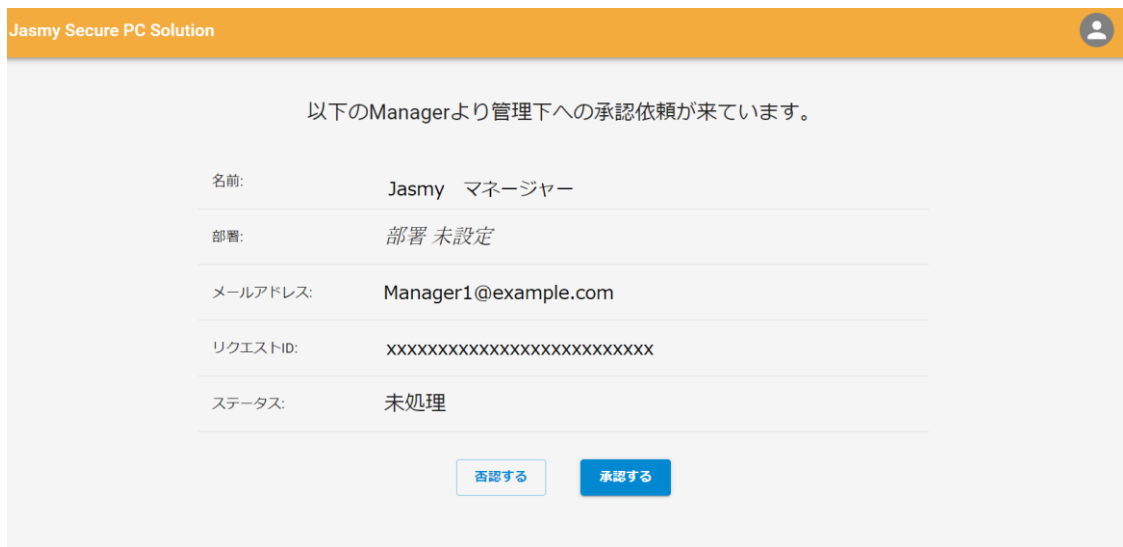 Jasmy Secure PC Solution
以下のManagerより管理下への承認依頼が来ています。
名前: Jasmy　マネージャー
部署: 部署 未設定
メールアドレス: Manager1@example.com
リクエストID: xxxxxxxxxxxxxxxxxxxxxxxxxx
ステータス: 未処理
否認する 承認する